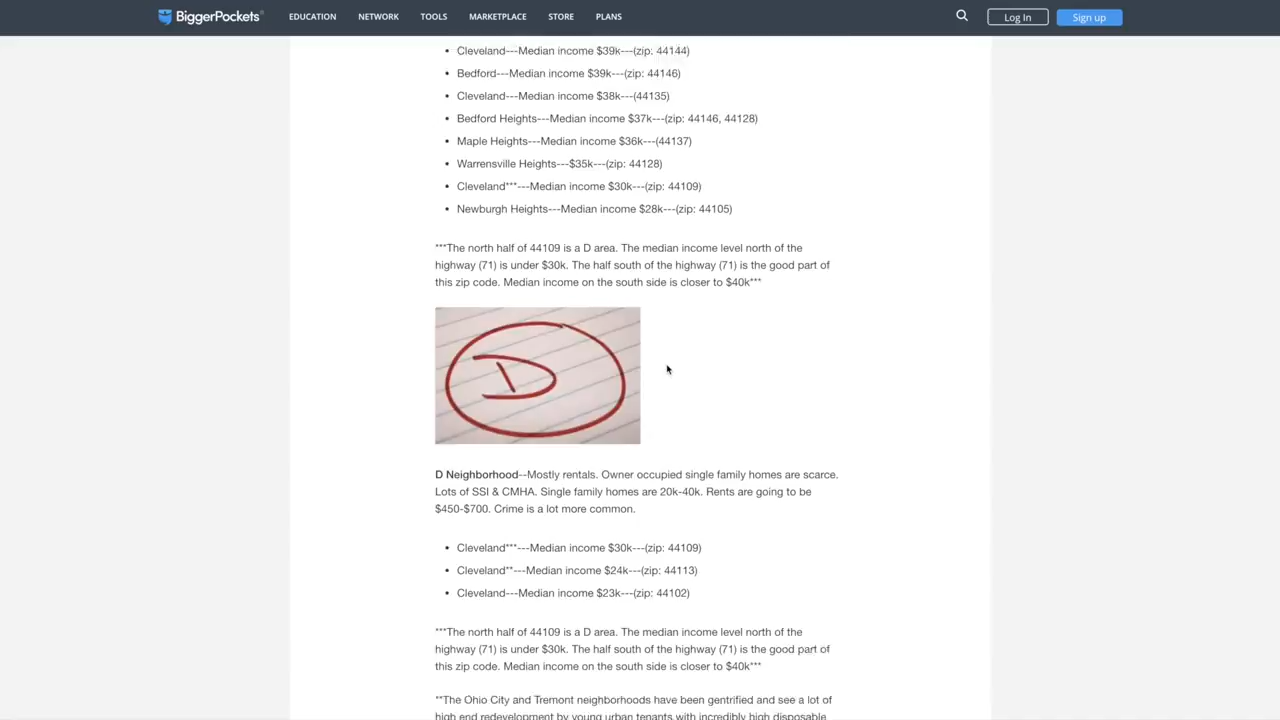 BiggerPockets EDUCATION NETWORK TOOLS MARKETPLACE STORE PLANS Log In Sign up
• Cleveland---Median income $39k---(zip: 44144)
• Bedford---Median income $39k---(zip: 44146)
• Cleveland---Median income $38k---(44135)
• Bedford Heights---Median income $37k---(zip: 44146, 44128)
• Maple Heights---Median income $36k---(44137)
• Warrensville Heights---$35k---(zip: 44128)
• Cleveland***---Median income $30k---(zip: 44109)
• Newburgh Heights---Median income $28k---(zip: 44105)
***The north half of 44109 is a D area. The median income level north of the
highway (71) is under $30k. The half south of the highway (71) is the good part of
this zip code. Median income on the south side is closer to $40k***
D
D Neighborhood--Mostly rentals. Owner occupied single family homes are scarce.
Lots of SSI & CMHA. Single family homes are 20k-40k. Rents are going to be
$450-$700. Crime is a lot more common.
• Cleveland***---Median income $30k---(zip: 44109)
• Cleveland**---Median income $24k---(zip: 44113)
• Cleveland---Median income $23k---(zip: 44102)
***The north half of 44109 is a D area. The median income level north of the
highway (71) is under $30k. The half south of the highway (71) is the good part of
this zip code. Median income on the south side is closer to $40k***
**The Ohio City and Tremont neighborhoods have been gentrified and see a lot of
high end redevelopment by young urban tenants with incredibly high disposable